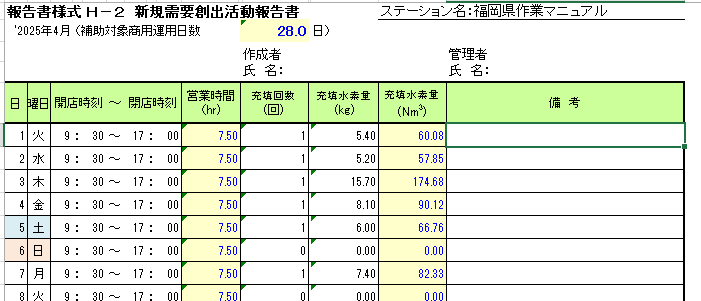 報告書様式H-2 新規需要創出活動報告書 ステーション名:福岡県作業マニュアル
'2025年4月(補助対象商用運用日数 28.0 日)
作成者 管理者
氏 名: 氏 名:
日 曜日 開店時刻 ~ 閉店時刻 営業時間(hr) 充填回数(回) 充填水素量(kg) 充填水素量(Nm³) 備 考
1 火 9: 30~ 17: 00 7.50 1 5.40 60.08
2 水 9: 30~ 17: 00 7.50 1 5.20 57.85
3 木 9: 30~ 17: 00 7.50 1 15.70 174.68
4 金 9: 30~ 17: 00 7.50 1 8.10 90.12
5 土 9: 30~ 17: 00 7.50 1 6.00 66.76
6 日 9: 30~ 17: 00 7.50 0 0.00 0.00
7 月 9: 30~ 17: 00 7.50 1 7.40 82.33
8 火 9: 30~ 17: 00 7.50 0 0.00 0.00